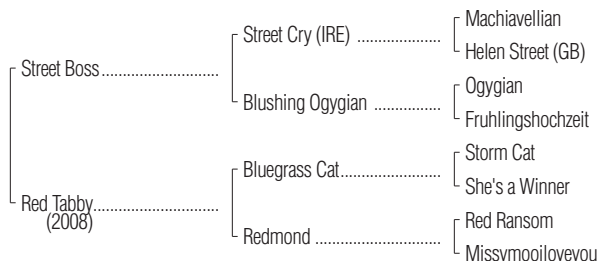 Machiavellian
Street Cry (IRE) ..................
Helen Street (GB)
Street Boss.........................
Ogygian
Blushing Ogygian ................
Fruhlingshochzeit
Storm Cat
Bluegrass Cat.....................
She's a Winner
Red Tabby...........................
(2008)
Red Ransom
Redmond ...........................
Missymooiloveyou